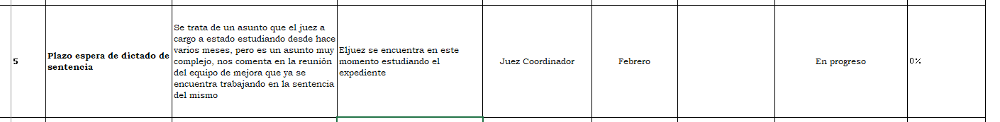 5
Plazo espera de dictado de
sentencia
Se trata de un asunto que el juez a
cargo a estado estudiando desde hace
varios meses, pero es un asunto muy
complejo, nos comenta en la reunión
del equipo de mejora que ya se
encuentra trabajando en la sentencia
del mismo
Eljuez se encuentra en este
momento estudiando el
expediente
Juez Coordinador
Febrero
En progreso
0%